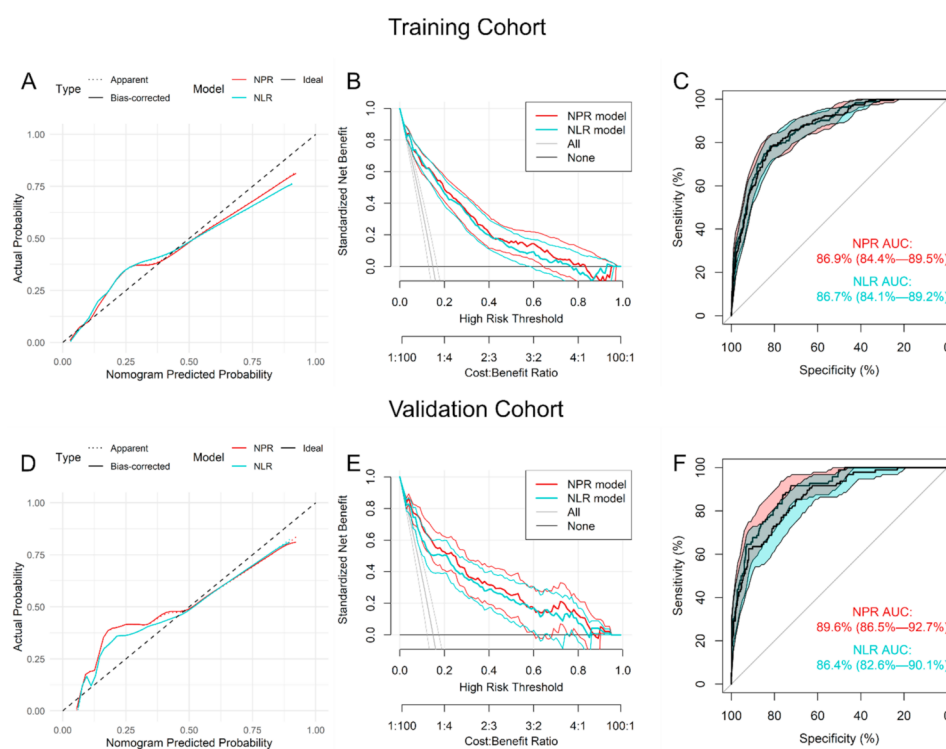 Training Cohort
A
Type
Apparent
Bias-corrected
Model
NPR
NLR
Ideal
1.00
0.75
0.50
0.25
0.00
Actual Probability
0.00 0.25 0.50 0.75 1.00
Nomogram Predicted Probability
B
NPR model
NLR model
All
None
1.0
0.8
0.6
0.4
0.2
0.0
Standardized Net Benefit
0.0 0.2 0.4 0.6 0.8 1.0
High Risk Threshold
1:100 1:4 2:3 3:2 4:1 100:1
Cost:Benefit Ratio
C
100
80
60
40
20
0
Sensitivity (%)
NPR AUC:
86.9% (84.4%—89.5%)
NLR AUC:
86.7% (84.1%—89.2%)
100 80 60 40 20 0
Specificity (%)
Validation Cohort
D
Type
Apparent
Bias-corrected
Model
NPR
NLR
Ideal
1.00
0.75
0.50
0.25
0.00
Actual Probability
0.00 0.25 0.50 0.75 1.00
Nomogram Predicted Probability
E
NPR model
NLR model
All
None
1.0
0.8
0.6
0.4
0.2
0.0
Standardized Net Benefit
0.0 0.2 0.4 0.6 0.8 1.0
High Risk Threshold
1:100 1:4 2:3 3:2 4:1 100:1
Cost:Benefit Ratio
F
100
80
60
40
20
0
Sensitivity (%)
NPR AUC:
89.6% (86.5%—92.7%)
NLR AUC:
86.4% (82.6%—90.1%)
100 80 60 40 20 0
Specificity (%)